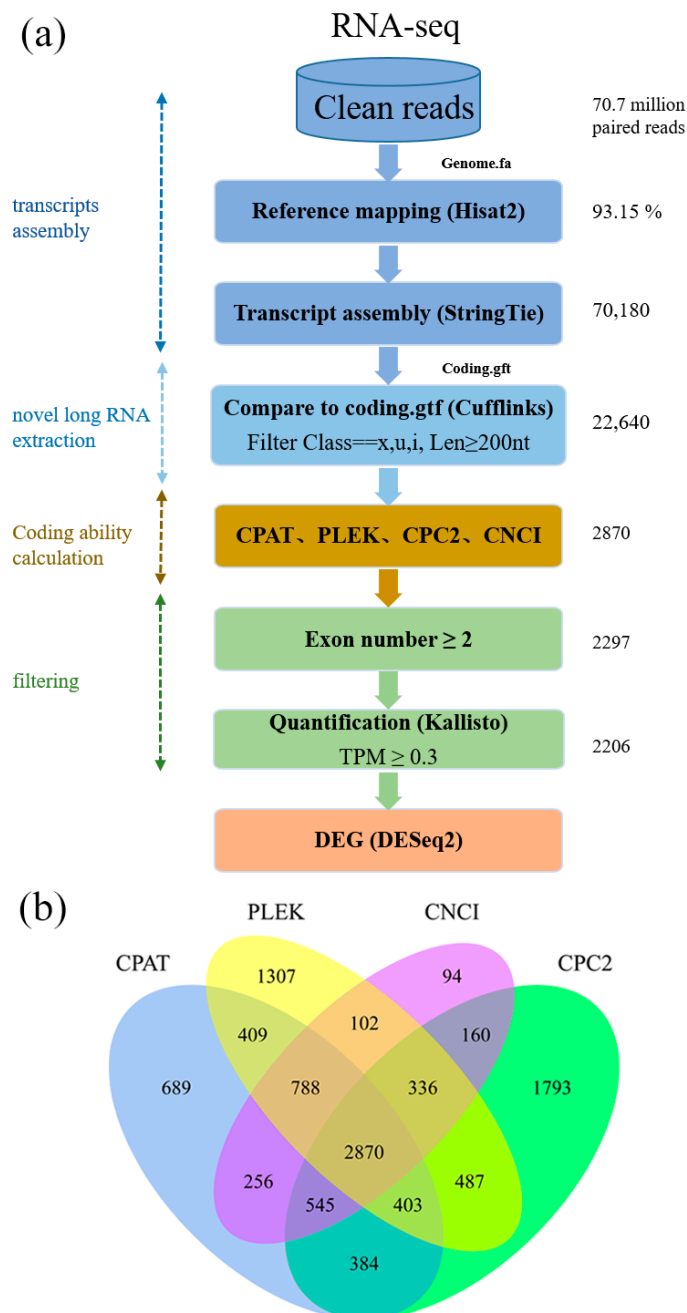 (a)
RNA-seq
Clean reads
70.7 million
paired reads
Genome.fa
transcripts
assembly
Reference mapping (Hisat2)
93.15 %
Transcript assembly (StringTie)
70,180
Coding.gft
novel long RNA
extraction
Compare to coding.gtf (Cufflinks)
Filter Class==x,u,i, Len≥200nt
22,640
Coding ability
calculation
CPAT、PLEK、CPC2、CNCI
2870
Exon number ≥ 2
2297
filtering
Quantification (Kallisto)
TPM ≥ 0.3
2206
DEG (DESeq2)
(b)
PLEK
CNCI
CPAT
CPC2
1307
94
409
102
160
689
788
336
1793
2870
256
487
545
403
384